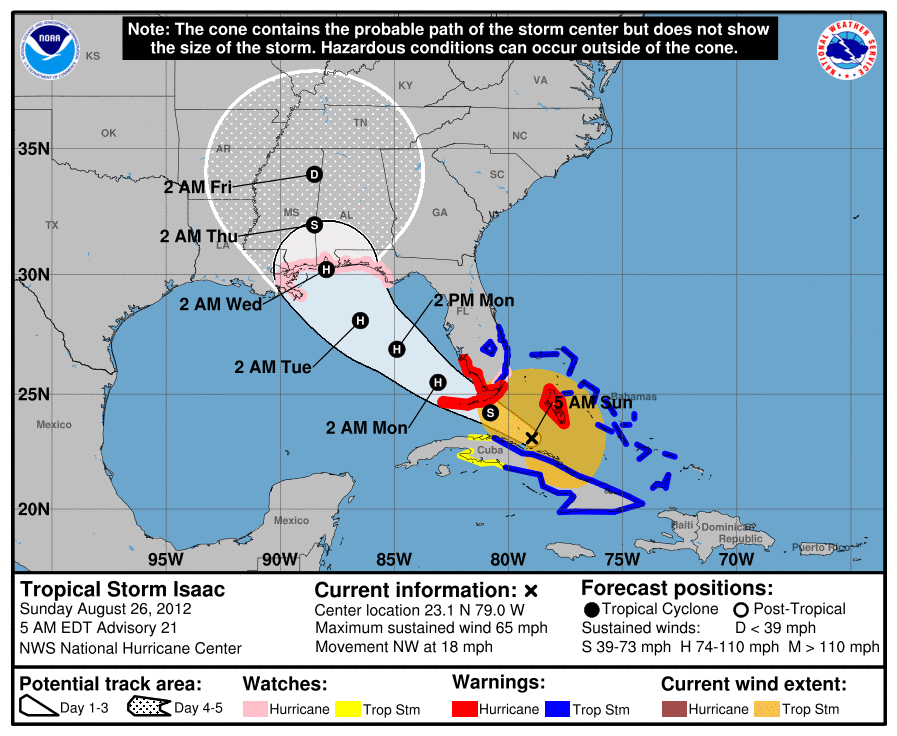 Note: The cone contains the probable path of the storm center but does not show
the size of the storm. Hazardous conditions can occur outside of the cone.
NOAA
NATIONAL WEATHER SERVICE
KS
KY
VA
OK
TN
NC
AR
35N
SC
2 AM Fri
D
MS
AL
GA
TX
2 AM Thu
S
LA
30N
H
2 AM Wed
2 PM Mon
FL
H
H
2 AM Tue
H
25N
5 AM Sun
Bahamas
S
2 AM Mon
Mexico
Cuba
20N
Mexico
Haiti
Dominican
Republic
Puerto Rico
95W 90W 85W 80W 75W 70W
Tropical Storm Isaac
Sunday August 26, 2012
5 AM EDT Advisory 21
NWS National Hurricane Center
Current information: ×
Center location 23.1 N 79.0 W
Maximum sustained wind 65 mph
Movement NW at 18 mph
Forecast positions:
Tropical Cyclone Post-Tropical
Sustained winds: D < 39 mph
S 39-73 mph H 74-110 mph M > 110 mph
Potential track area:
Day 1-3 Day 4-5
Watches:
Hurricane Trop Stm
Warnings:
Hurricane Trop Stm
Current wind extent:
Hurricane Trop Stm